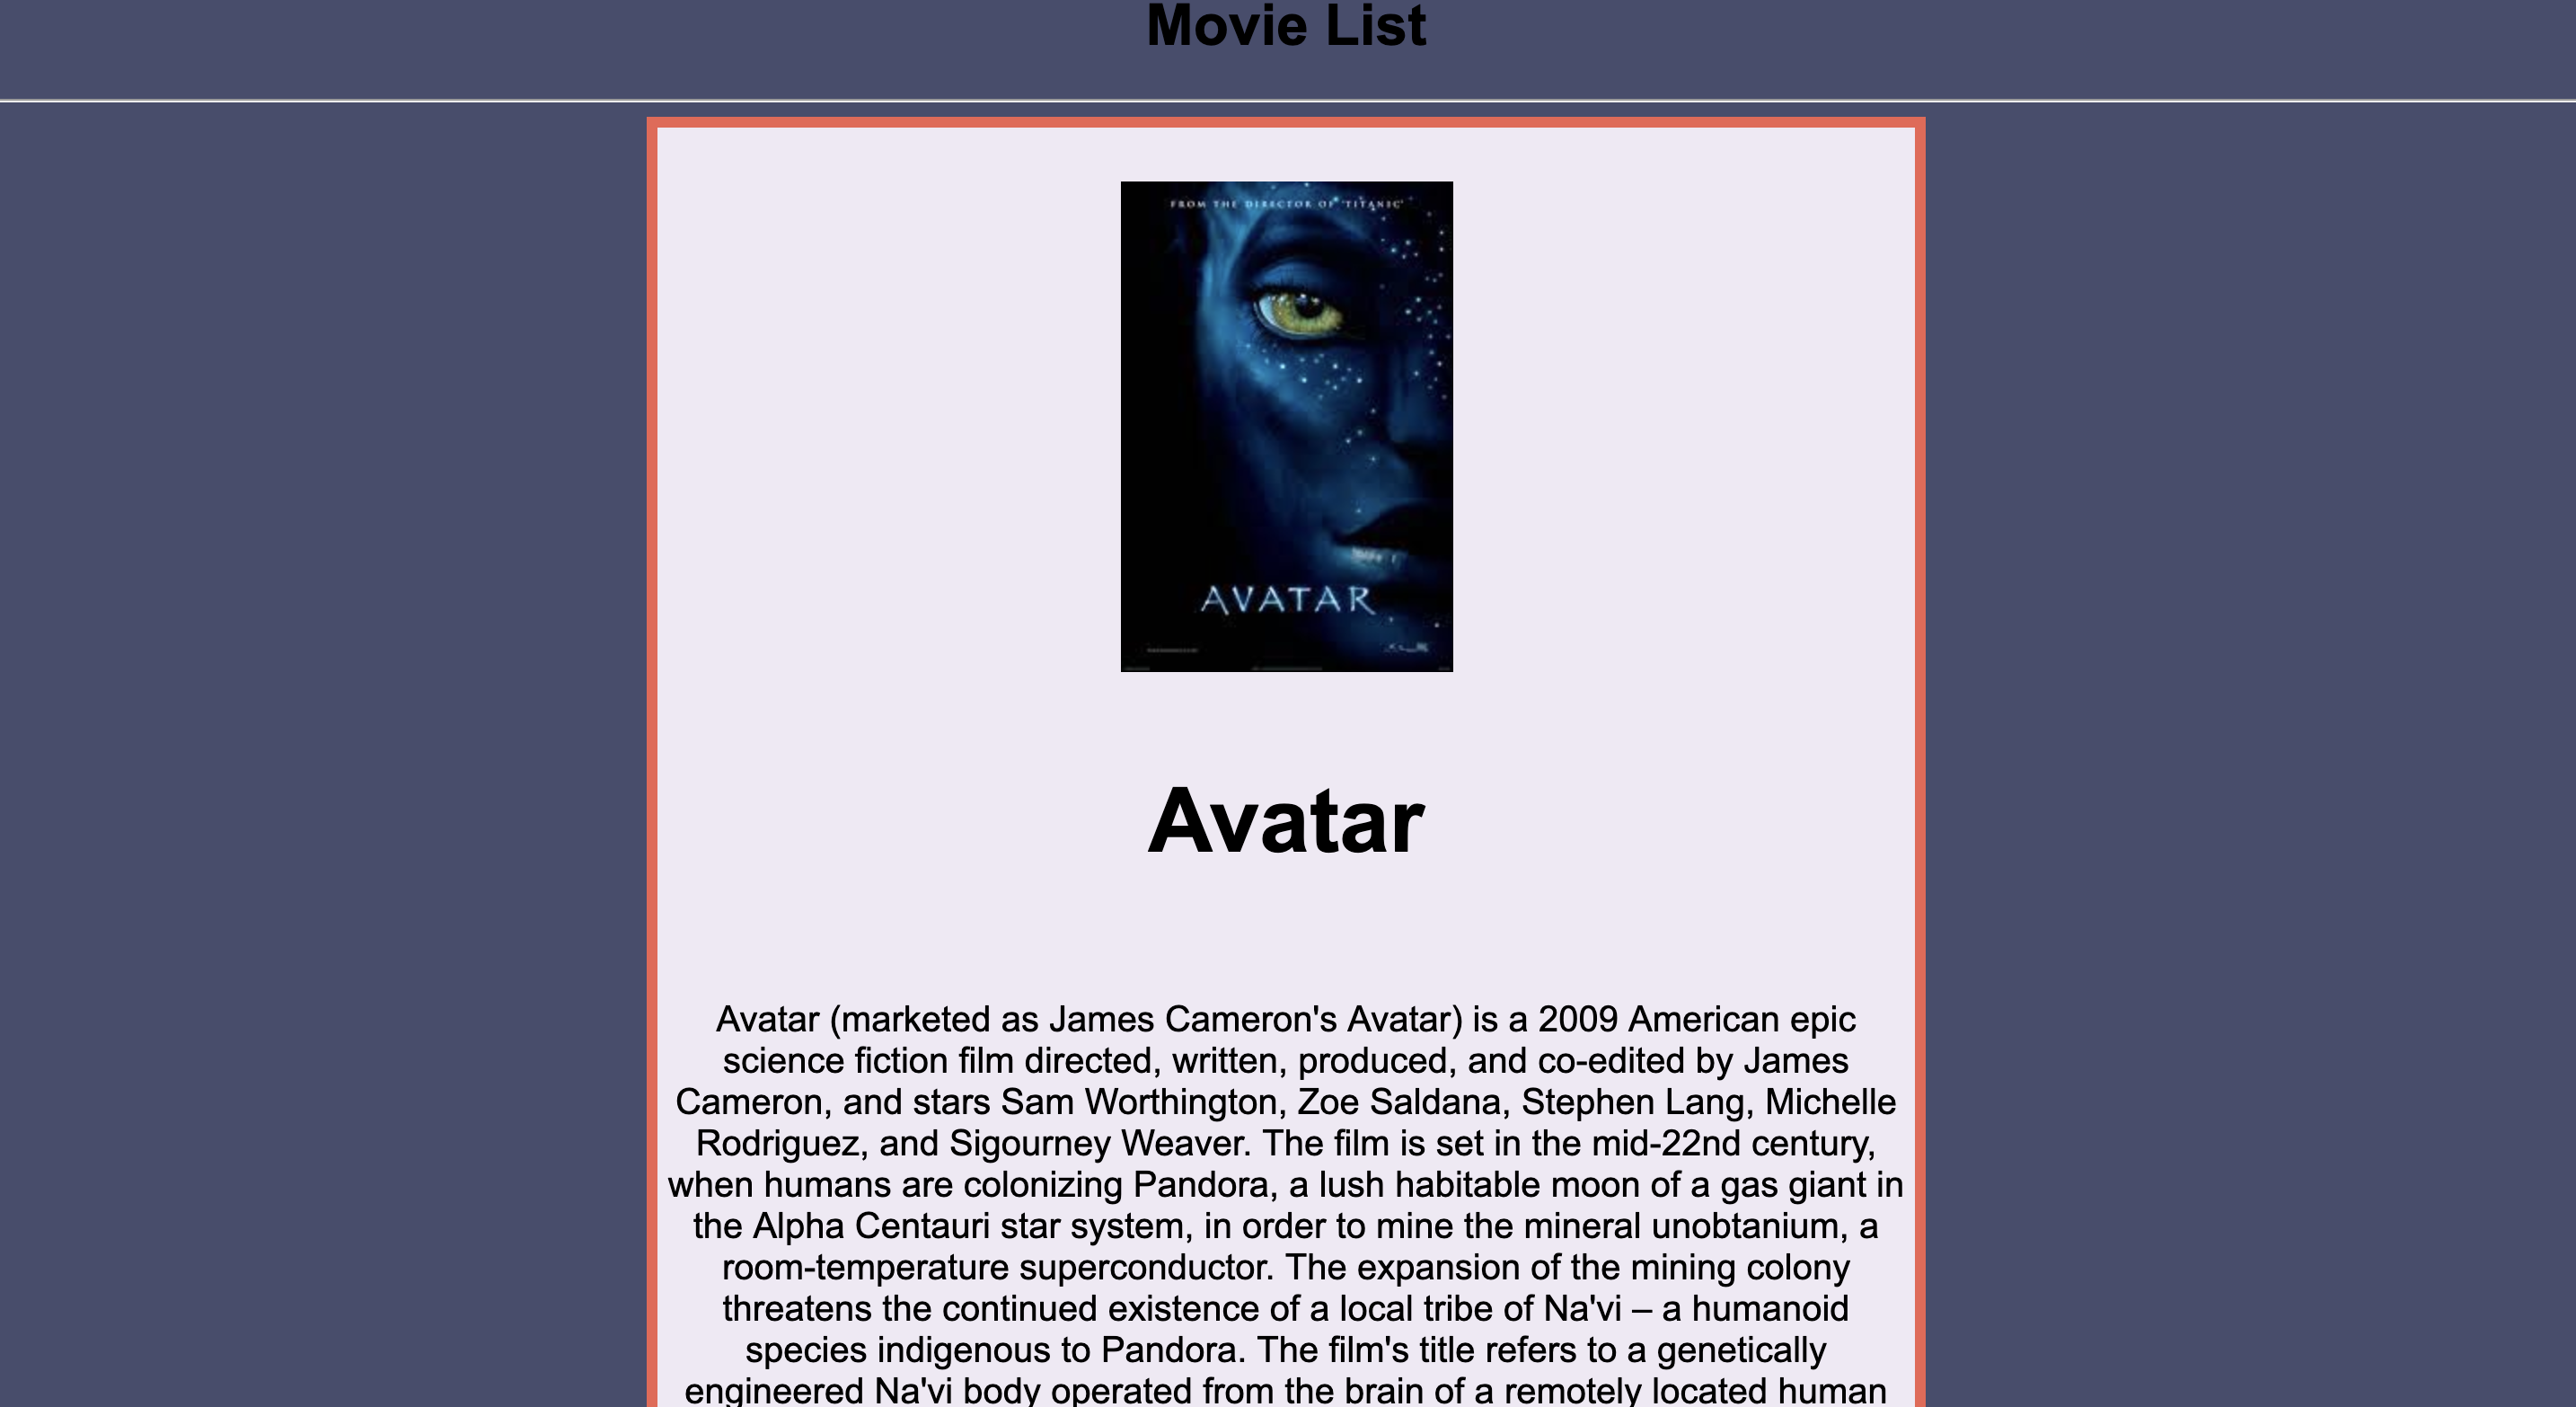 Movie List
FROM THE DIRECTOR OF 'TITANIC'
AVATAR
Avatar
Avatar (marketed as James Cameron's Avatar) is a 2009 American epic
science fiction film directed, written, produced, and co-edited by James
Cameron, and stars Sam Worthington, Zoe Saldana, Stephen Lang, Michelle
Rodriguez, and Sigourney Weaver. The film is set in the mid-22nd century,
when humans are colonizing Pandora, a lush habitable moon of a gas giant in
the Alpha Centauri star system, in order to mine the mineral unobtanium, a
room-temperature superconductor. The expansion of the mining colony
threatens the continued existence of a local tribe of Na'vi – a humanoid
species indigenous to Pandora. The film's title refers to a genetically
engineered Na'vi body operated from the brain of a remotely located human